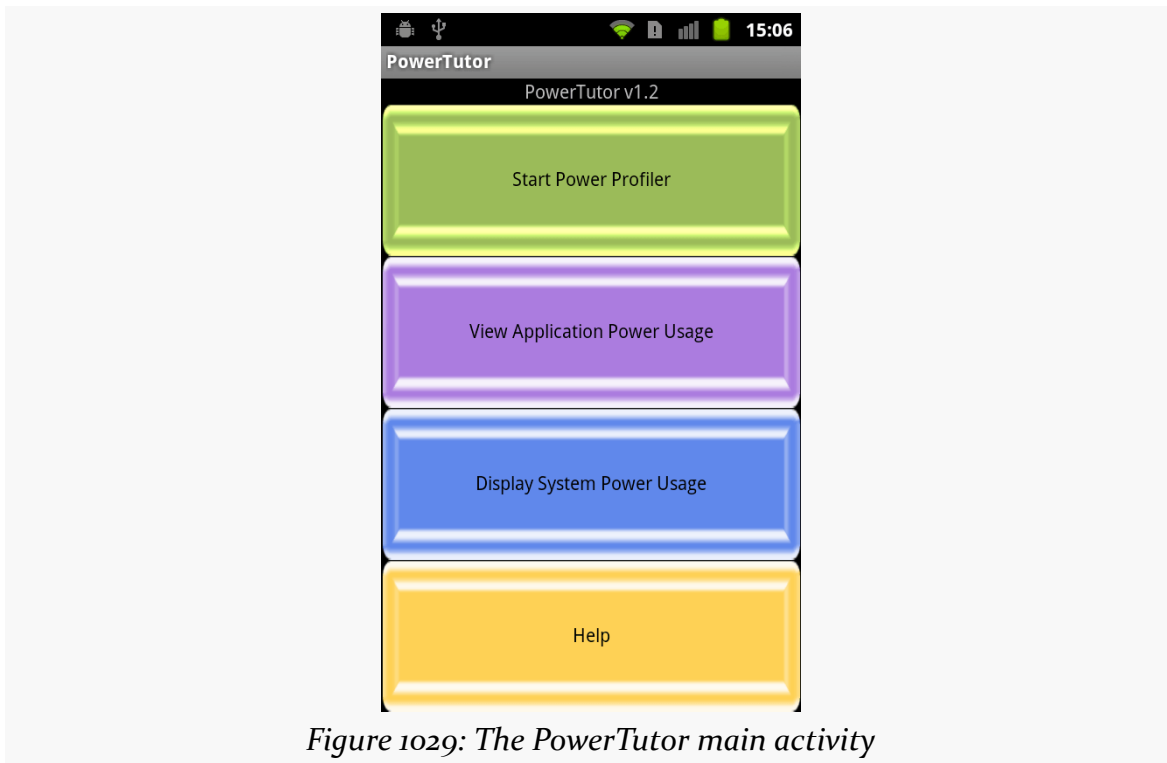 15:06
PowerTutor
PowerTutor v1.2
Start Power Profiler
View Application Power Usage
Display System Power Usage
Help
Figure 1029: The PowerTutor main activity